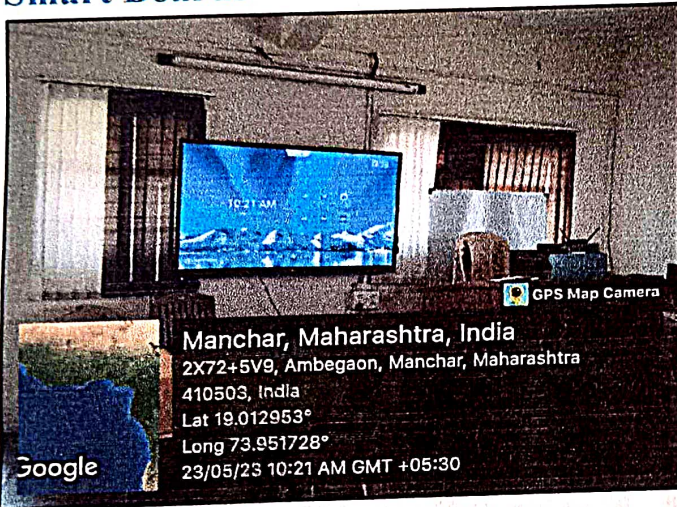 10:21 AM
GPS Map Camera
Manchar, Maharashtra, India
2X72+5V9, Ambegaon, Manchar, Maharashtra
410503, India
Lat 19.012953°
Long 73.951728°
23/05/23 10:21 AM GMT +05:30
Google